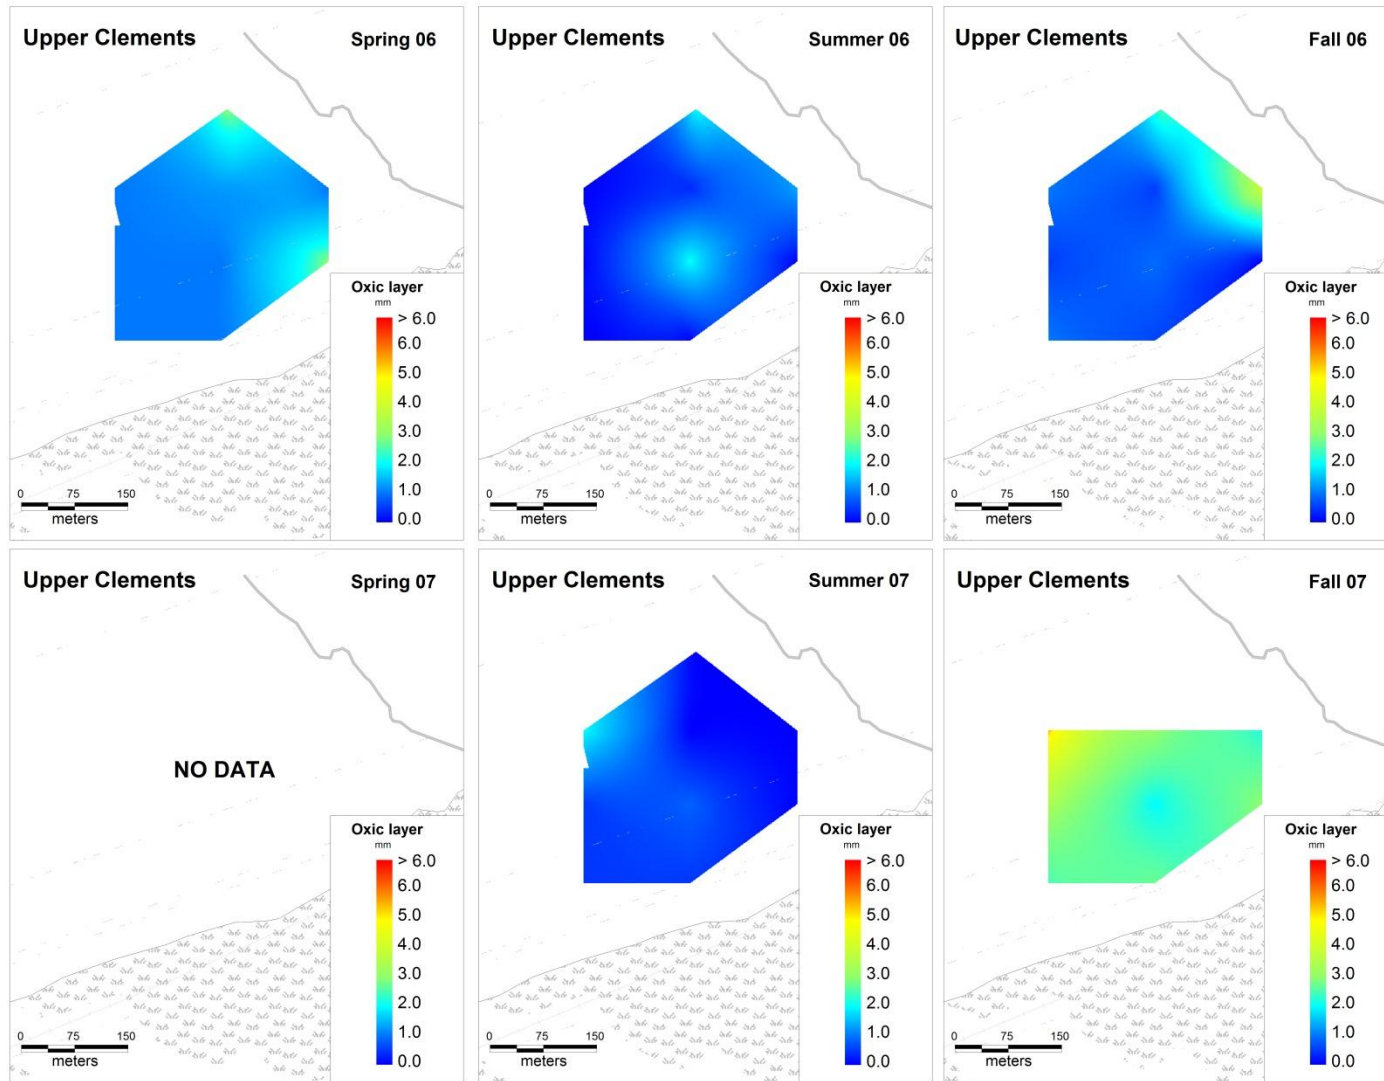 Upper Clements
Spring 06
Oxic layer
mm
> 6.0
6.0
5.0
4.0
3.0
2.0
1.0
0.0
0 75 150
meters
Upper Clements
Summer 06
Oxic layer
mm
> 6.0
6.0
5.0
4.0
3.0
2.0
1.0
0.0
0 75 150
meters
Upper Clements
Fall 06
Oxic layer
mm
> 6.0
6.0
5.0
4.0
3.0
2.0
1.0
0.0
0 75 150
meters
Upper Clements
Spring 07
NO DATA
Oxic layer
mm
> 6.0
6.0
5.0
4.0
3.0
2.0
1.0
0.0
0 75 150
meters
Upper Clements
Summer 07
Oxic layer
mm
> 6.0
6.0
5.0
4.0
3.0
2.0
1.0
0.0
0 75 150
meters
Upper Clements
Fall 07
Oxic layer
mm
> 6.0
6.0
5.0
4.0
3.0
2.0
1.0
0.0
0 75 150
meters